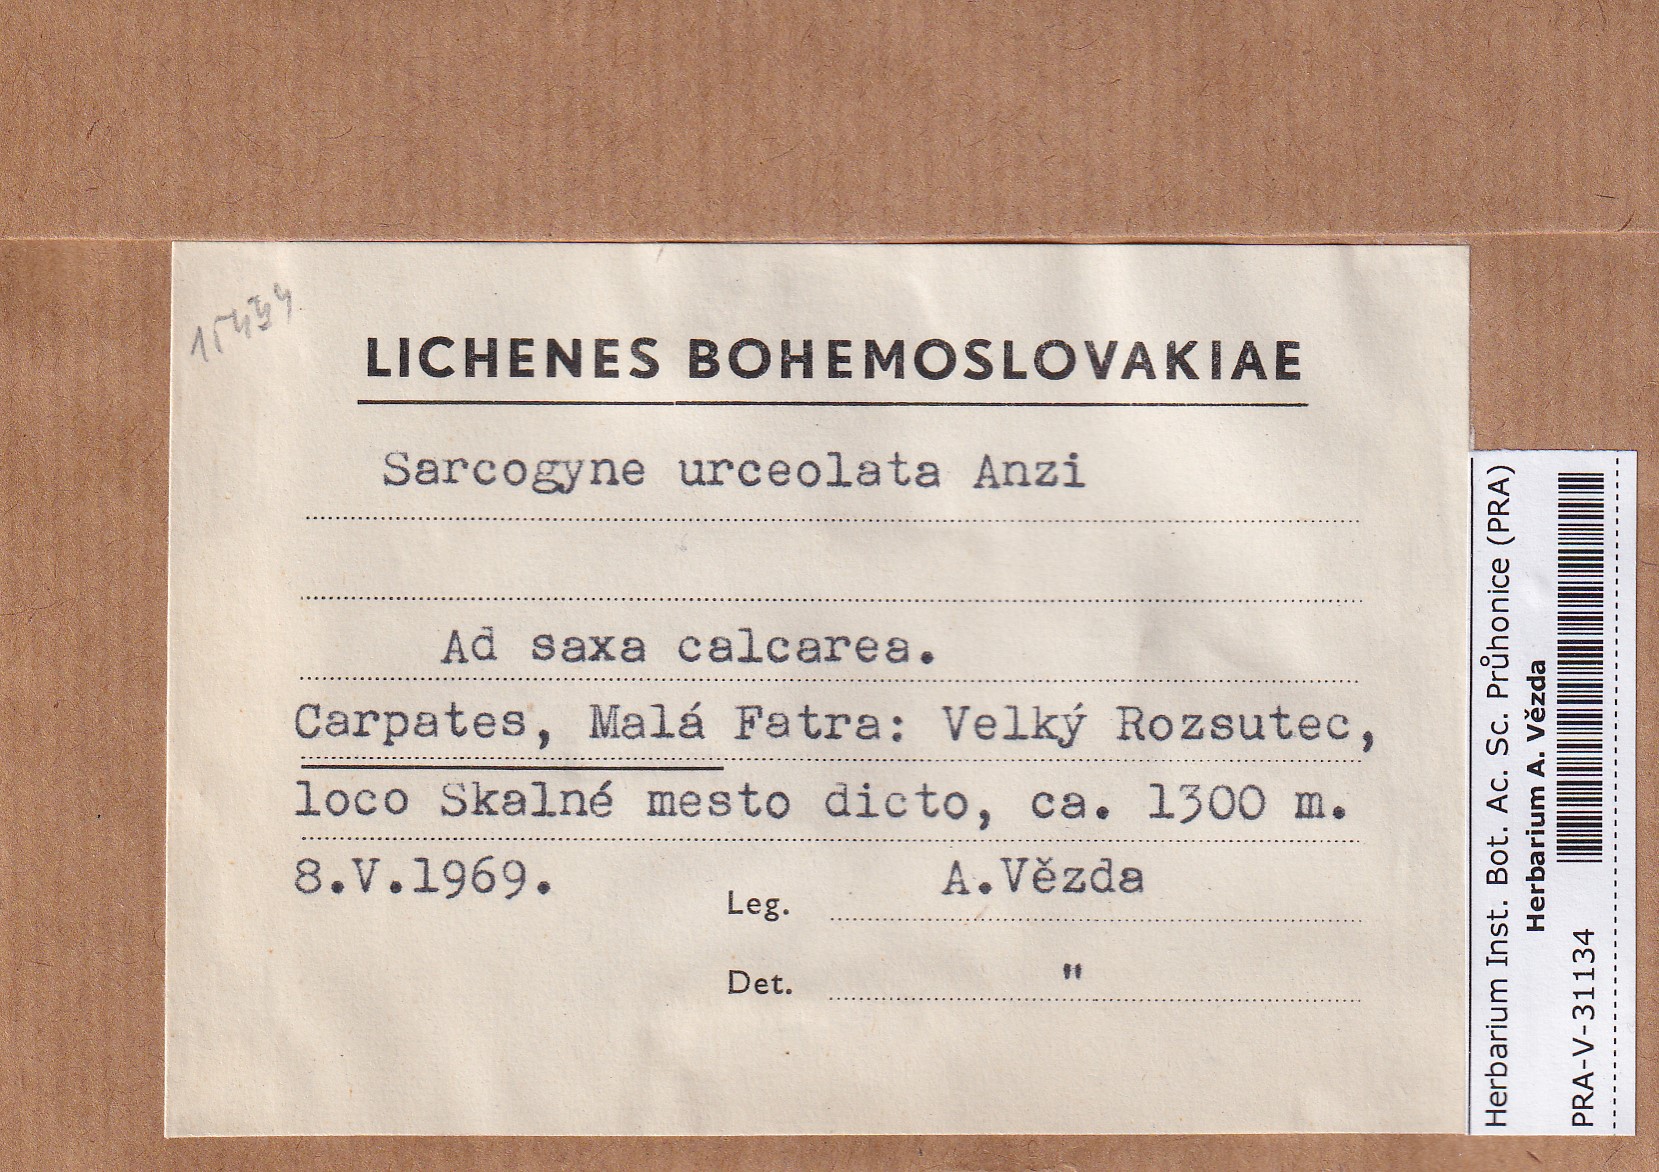 LICHENES BOHEMOSLOVAKIAE
Sarcogyne urceolata Anzi
Ad saxa calcarea.
Carpates, Malá Fatra: Velký Rozsutec,
loco Skalné mesto dicto, ca. 1300 m.
8.V.1969.
Leg. A.Vězda
Det. "
Herbarium Inst. Bot. Ac. Sc. Průhonice (PRA)
Herbarium A. Vězda
PRA-V-31134